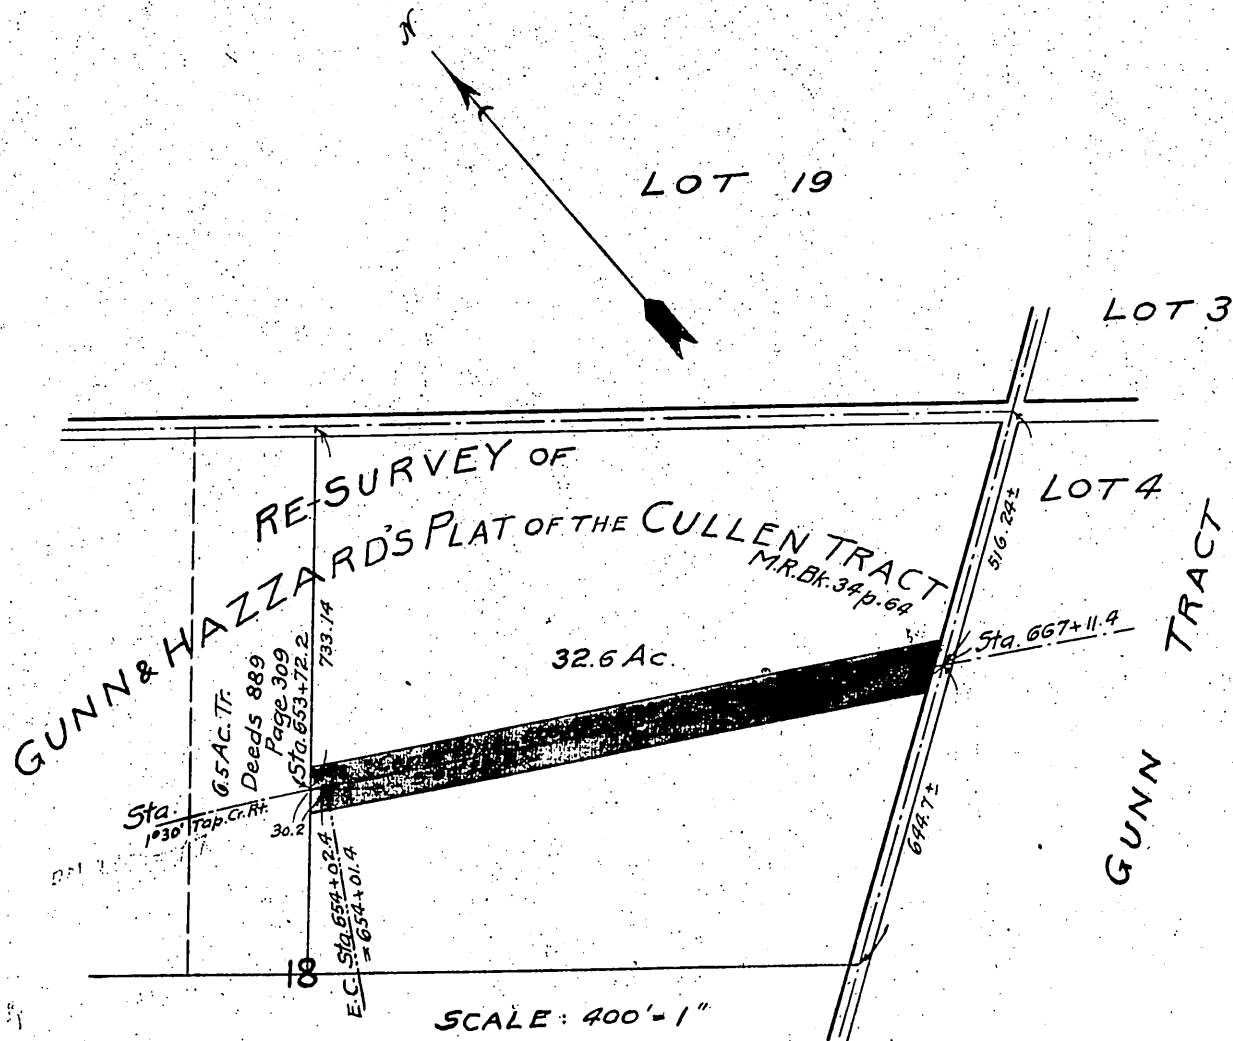 N
LOT 19
LOT 3
RE-SURVEY OF
GUNN & HAZZARD'S PLAT OF THE CULLEN TRACT
M.R.Bk.34 p.64
LOT 4
516.24±
GUNN TRACT
Sta. 667+11.4
32.6 Ac.
733.14
6.5 Ac. Tr.
Deeds 889
Page 309
Sta. 653+72.2
Sta.
1°30' Tap. Cr. Rt.
30.2
E.C. Sta. 654+02.4
= 654+01.4
644.7±
18
SCALE: 400'=1"